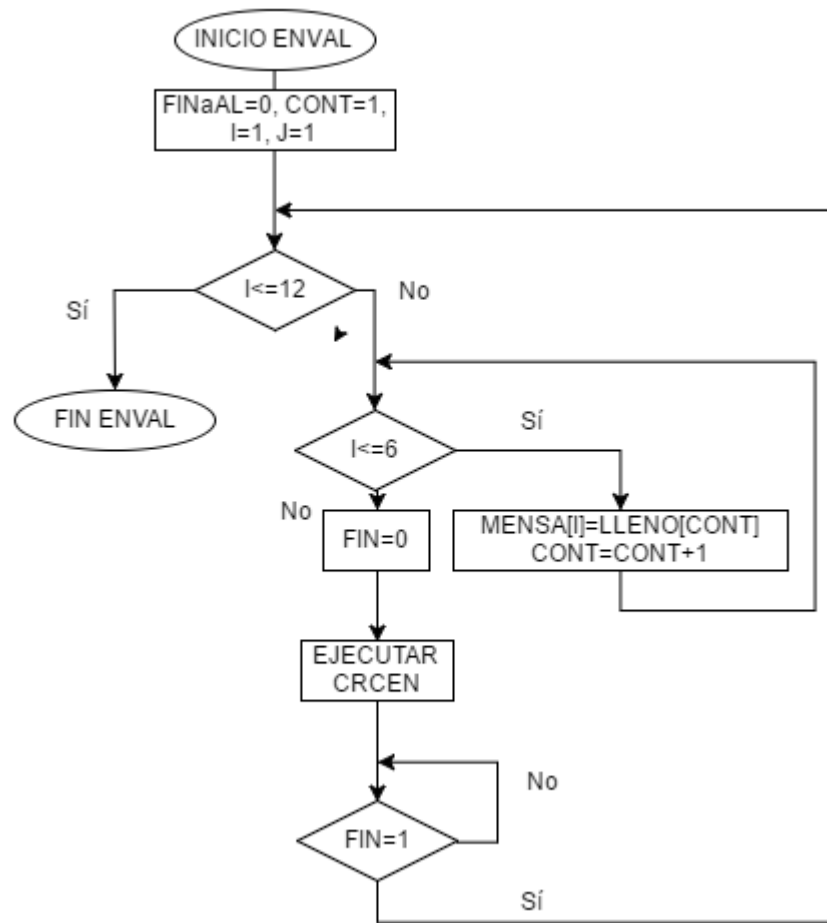 INICIO ENVAL
FINaAL=0, CONT=1,
I=1, J=1
I<=12
Sí
No
FIN ENVAL
I<=6
Sí
No
FIN=0
MENSA[I]=LLENO[CONT]
CONT=CONT+1
EJECUTAR
CRCEN
No
FIN=1
Sí